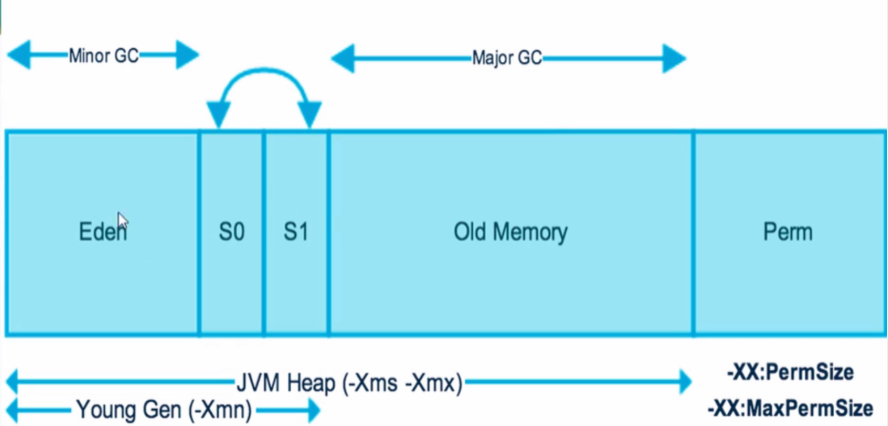 Minor GC
Major GC
Eden
S0
S1
Old Memory
Perm
JVM Heap (-Xms -Xmx)
-XX:PermSize
Young Gen (-Xmn)
-XX:MaxPermSize